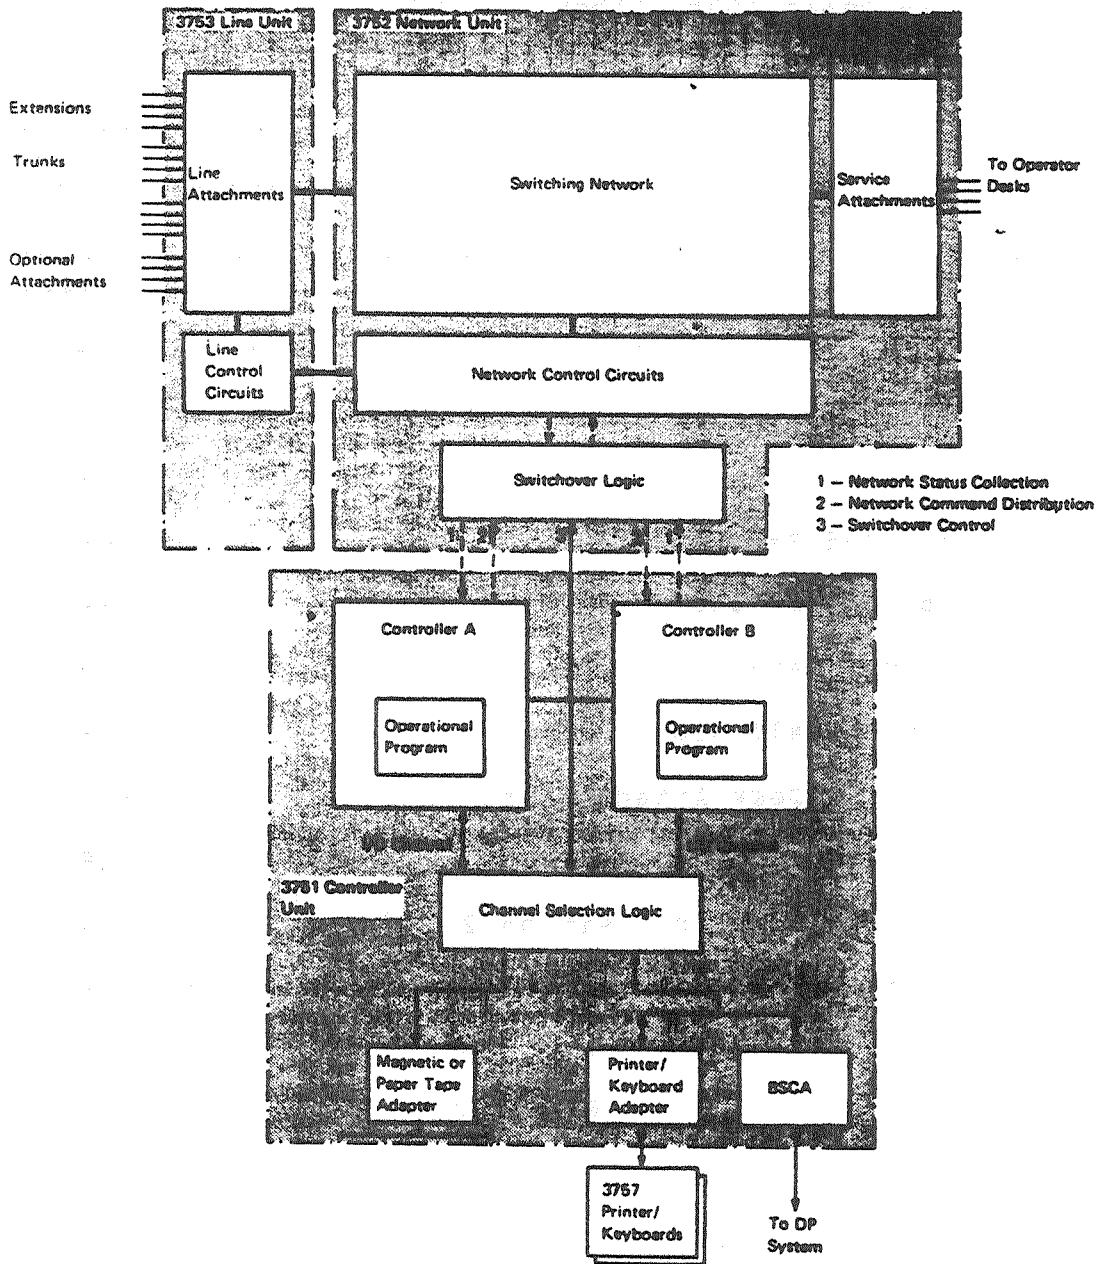 3753 Line Unit
3752 Network Unit
Extensions
Trunks
Optional
Attachments
Line
Attachments
Switching Network
Service
Attachments
To Operator
Desks
Line
Control
Circuits
Network Control Circuits
Switchover Logic
1 – Network Status Collection
2 – Network Command Distribution
3 – Switchover Control
1
2
3
2
1
Controller A
Operational
Program
Controller B
Operational
Program
I/O Channel
3751 Controller
Unit
Channel Selection Logic
Magnetic or
Paper Tape
Adapter
Printer/
Keyboard
Adapter
BSCA
3757
Printer/
Keyboards
To DP
System